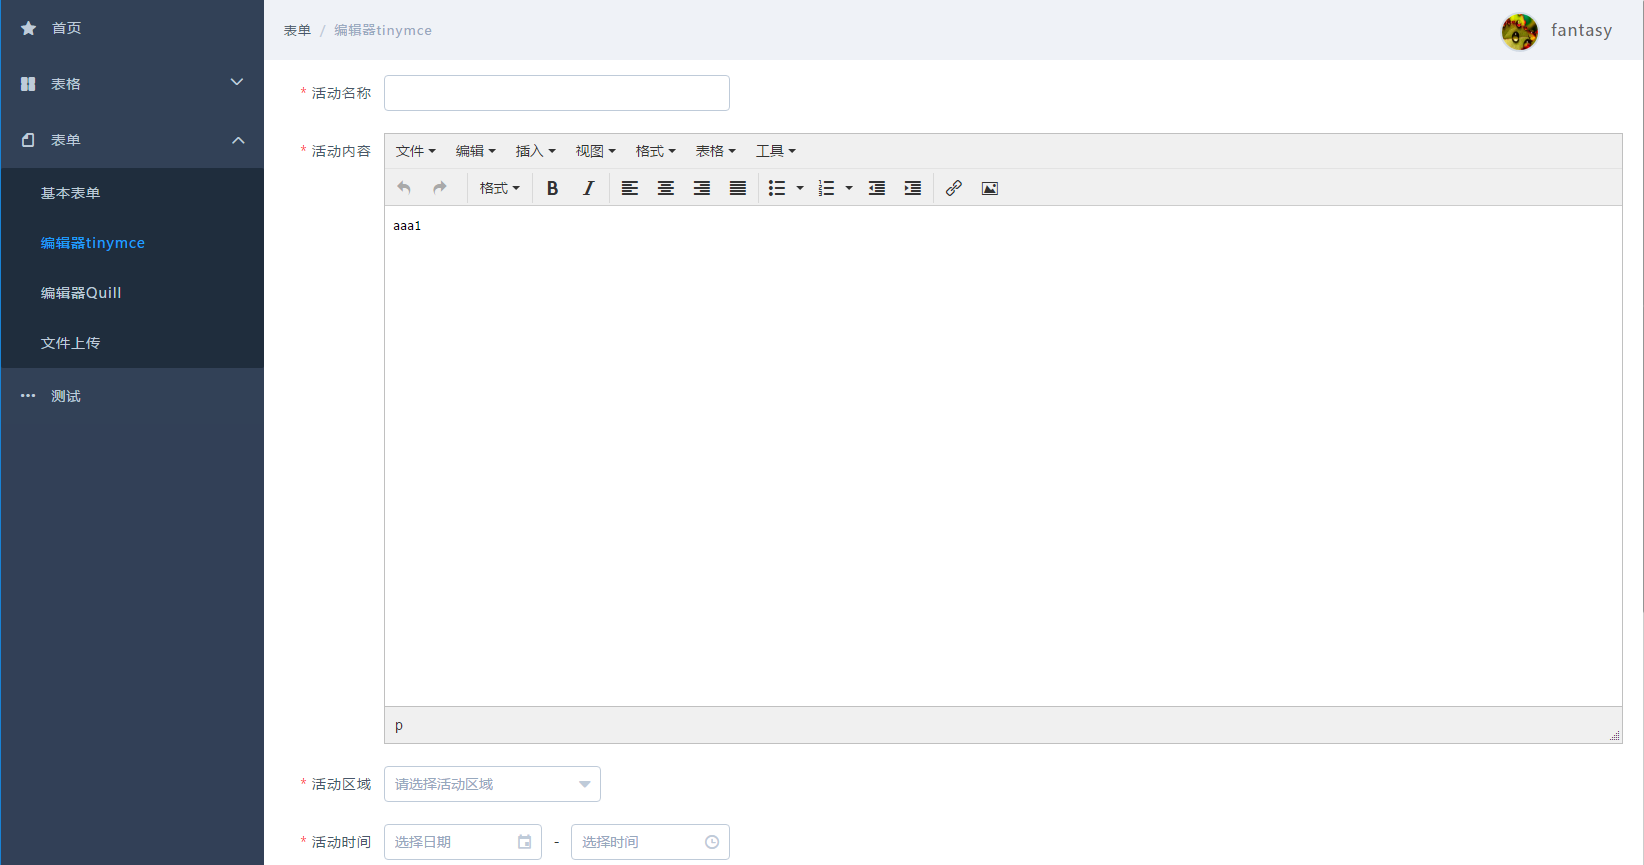 首页
表格
表单
基本表单
编辑器tinymce
编辑器Quill
文件上传
测试
表单 / 编辑器tinymce
fantasy
* 活动名称
* 活动内容
文件 编辑 插入 视图 格式 表格 工具
格式 B I
aaa1
p
* 活动区域 请选择活动区域
* 活动时间 选择日期 - 选择时间